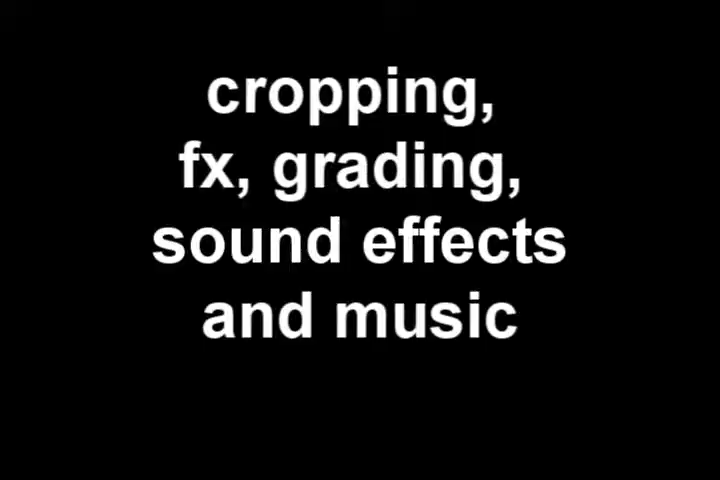 cropping,
fx, grading,
sound effects
and music